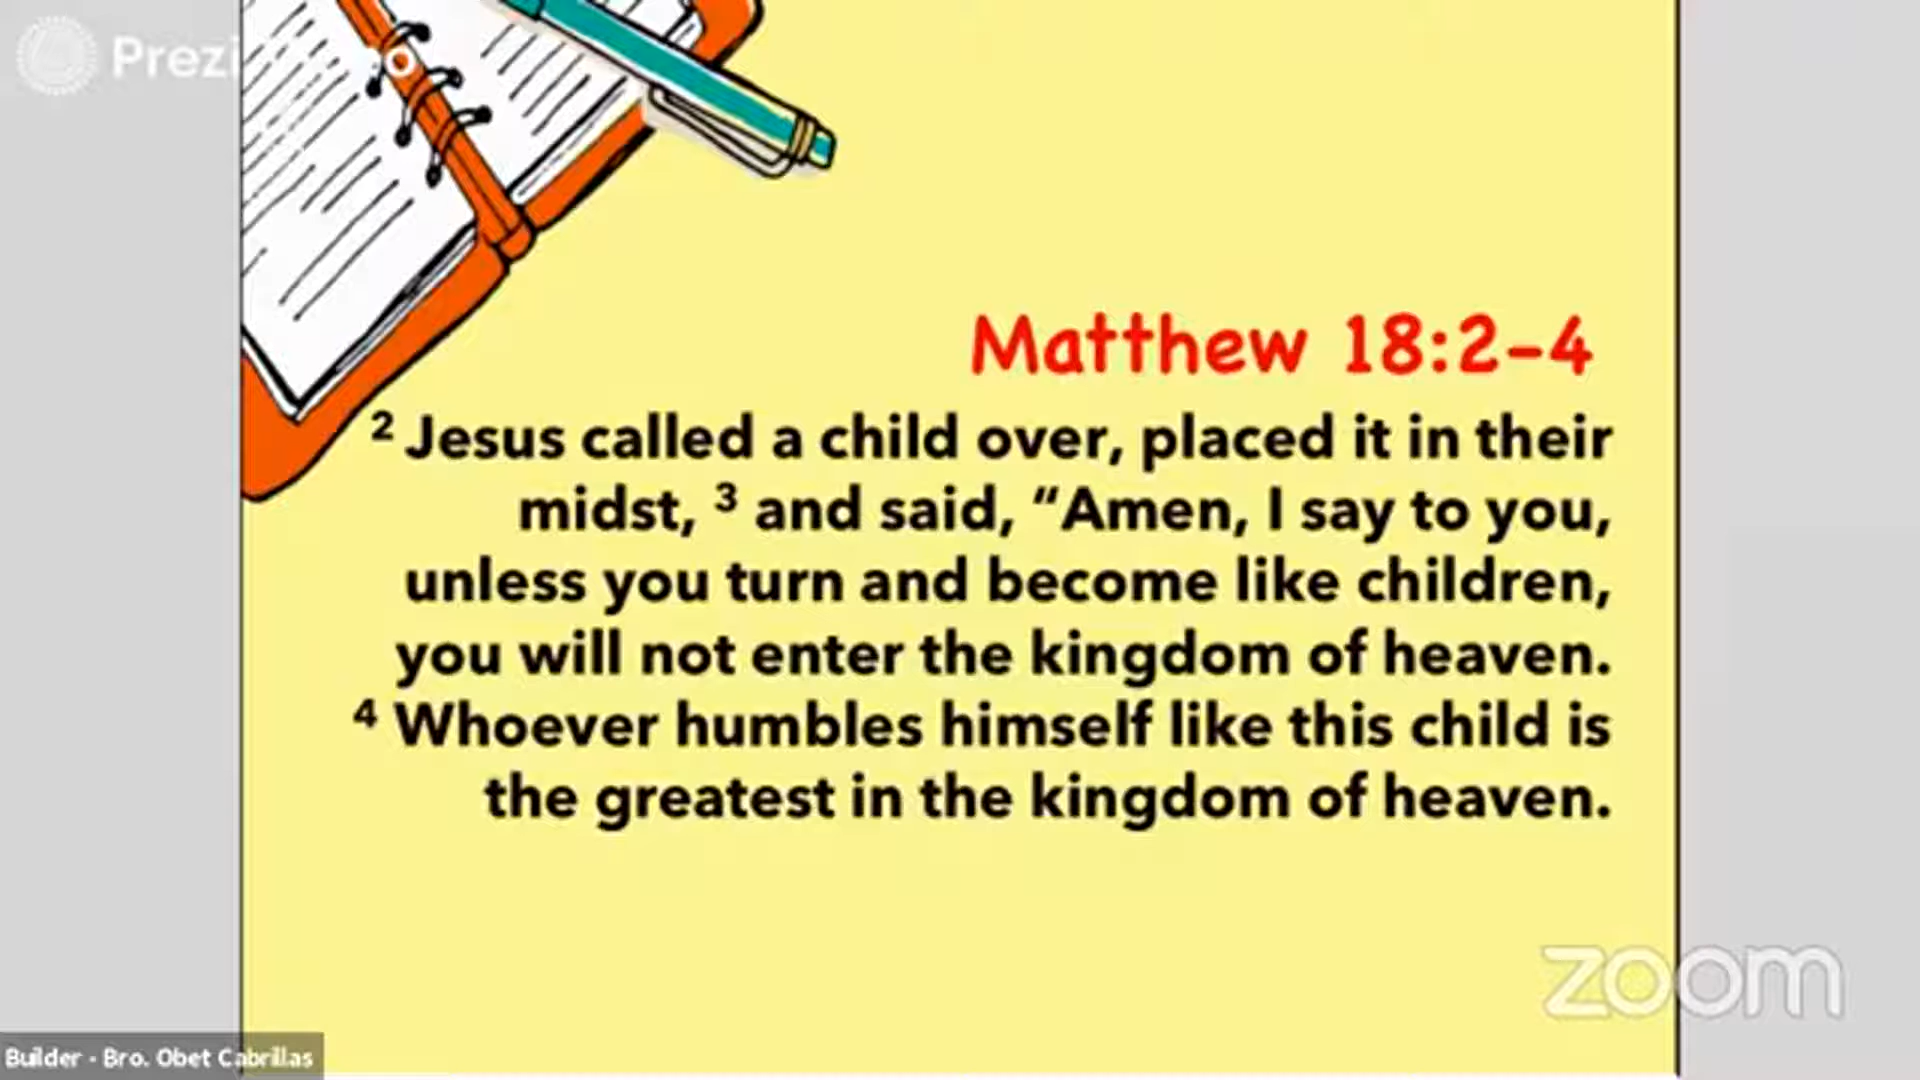 Prezi
Matthew 18:2-4
2 Jesus called a child over, placed it in their
midst, 3 and said, “Amen, I say to you,
unless you turn and become like children,
you will not enter the kingdom of heaven.
4 Whoever humbles himself like this child is
the greatest in the kingdom of heaven.
zoom
Builder - Bro. Obet Cabrillas